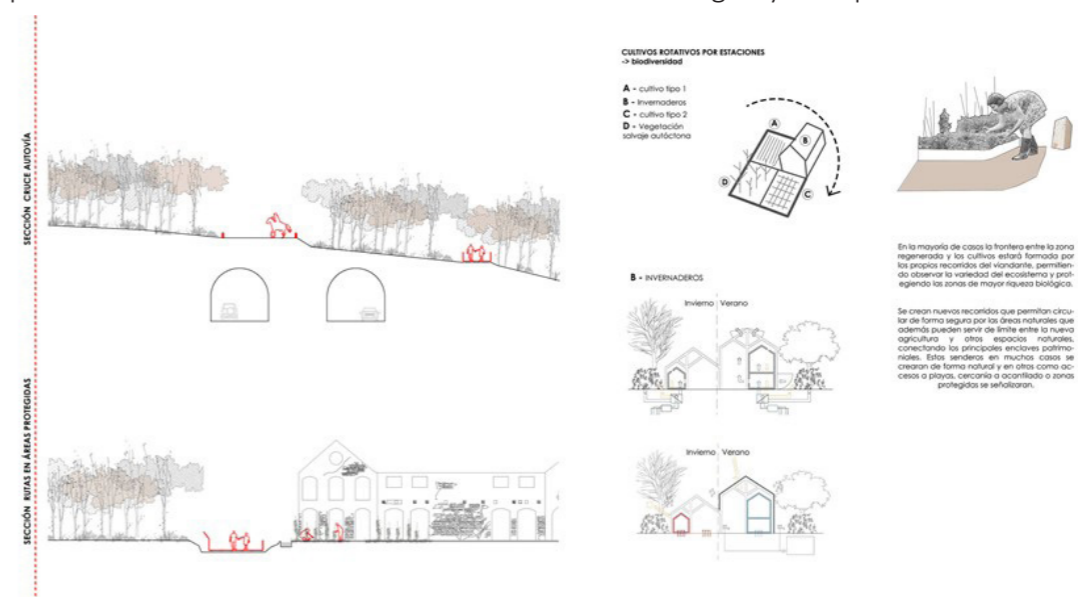 SECCIÓN CRUCE AUTOVÍA
SECCIÓN RUTAS EN ÁREAS PROTEGIDAS
CULTIVOS ROTATIVOS POR ESTACIONES
-> biodiversidad
A - cultivo tipo 1
B - Invernaderos
C - cultivo tipo 2
D - Vegetación
salvaje autóctona
A
B
C
D
B - INVERNADEROS
Invierno Verano
Invierno Verano
En la mayoría de casos la frontera entre la zona
regenerada y los cultivos estará formada por
los propios recorridos del viandante, permitien-
do observar la variedad del ecosistema y prot-
egiendo las zonas de mayor riqueza biológica.
Se crean nuevos recorridos que permitan circu-
lar de forma segura por las áreas naturales que
además pueden servir de límite entre la nueva
agricultura y otros espacios naturales,
conectando los principales enclaves patrimo-
niales. Estos senderos en muchos casos se
crearan de forma natural y en otros como ac-
cesos a playas, cercanía a acantilado o zonas
protegidas se señalizaran.